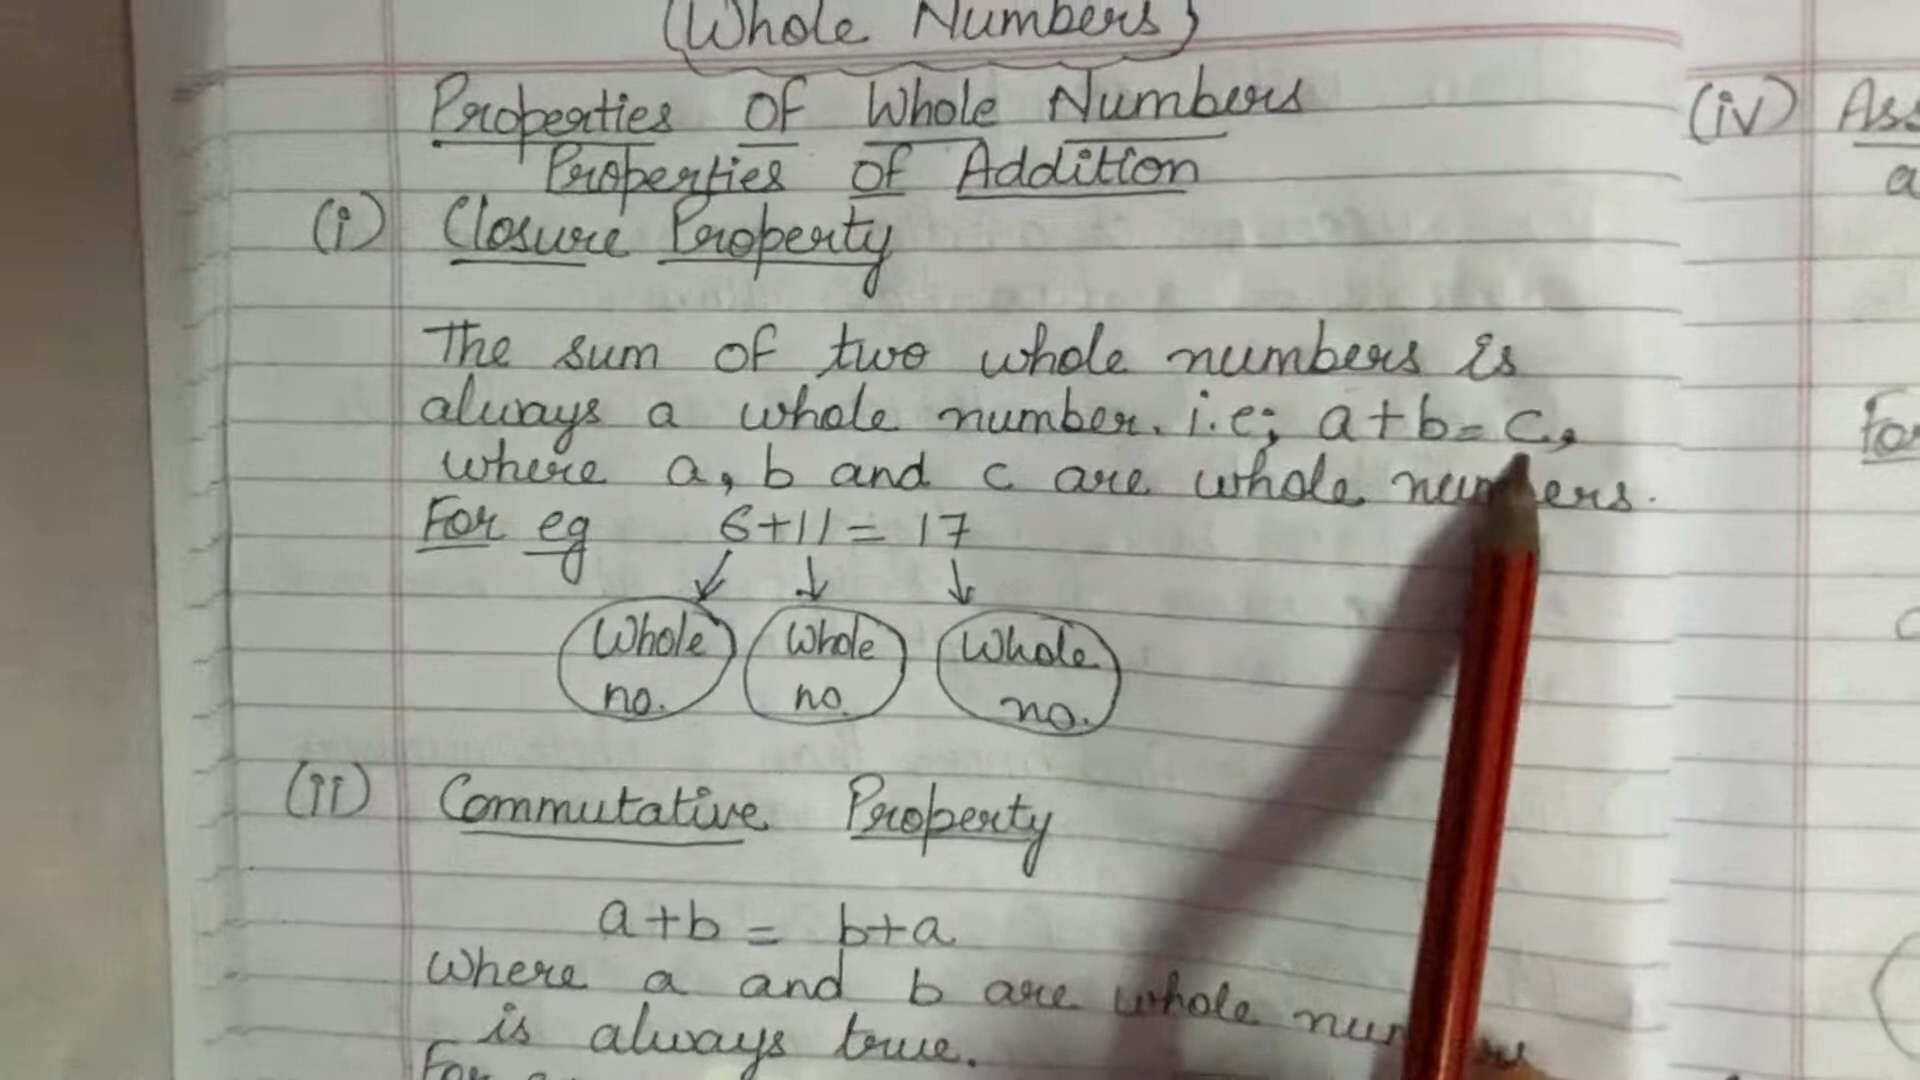 (Whole Numbers)
Properties Of Whole Numbers
Properties Of Addition
(i) Closure Property
The sum of two whole numbers is
always a whole number. i.e; a+b=c,
where a, b and c are whole numbers.
For eg 6+11 = 17
Whole no. Whole no. Whole no.
(ii) Commutative Property
a+b = b+a
where a and b are whole
is always true.
For
(iv)
a
For